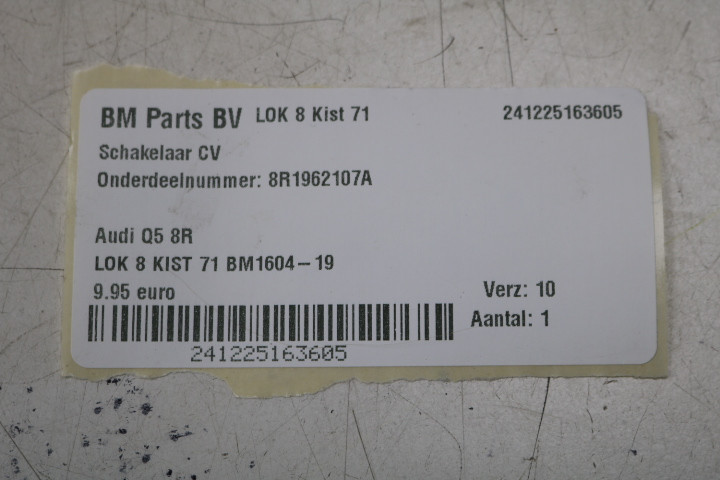 BM Parts BV LOK 8 Kist 71 241225163605
Schakelaar CV
Onderdeelnummer: 8R1962107A
Audi Q5 8R
LOK 8 KIST 71 BM1604-19
9.95 euro Verz: 10
Aantal: 1
241225163605